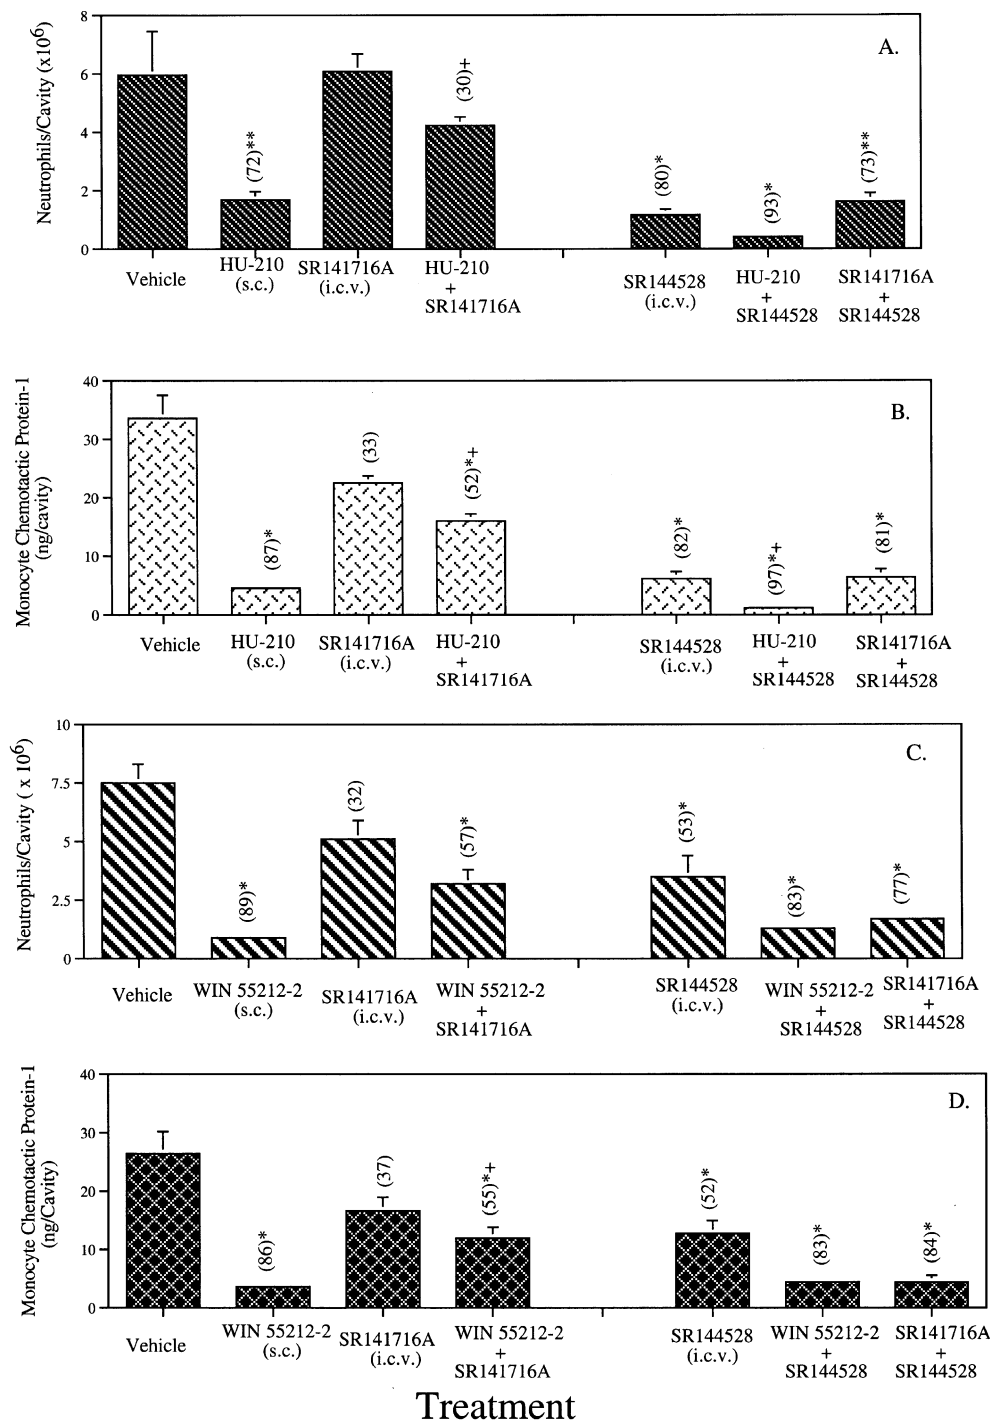 A.
Neutrophils/Cavity (x10⁶)
8
6
4
2
0
(72)**
(30)+
(80)*
(93)*
(73)**
Vehicle
HU-210
(s.c.)
SR141716A
(i.c.v.)
HU-210
+
SR141716A
SR144528
(i.c.v.)
HU-210
+
SR144528
SR141716A
+
SR144528
B.
Monocyte Chemotactic Protein-1
(ng/cavity)
40
30
20
10
0
(87)*
(33)
(52)*+
(82)*
(97)*+
(81)*
Vehicle
HU-210
(s.c.)
SR141716A
(i.c.v.)
HU-210
+
SR141716A
SR144528
(i.c.v.)
HU-210
+
SR144528
SR141716A
+
SR144528
C.
Neutrophils/Cavity ( x 10⁶)
10
7.5
5
2.5
0
(89)*
(32)
(57)*
(53)*
(83)*
(77)*
Vehicle
WIN 55212-2
(s.c.)
SR141716A
(i.c.v.)
WIN 55212-2
+
SR141716A
SR144528
(i.c.v.)
WIN 55212-2
+
SR144528
SR141716A
+
SR144528
D.
Monocyte Chemotactic Protein-1
(ng/Cavity)
40
30
20
10
0
(86)*
(37)
(55)*+
(52)*
(83)*
(84)*
Vehicle
WIN 55212-2
(s.c.)
SR141716A
(i.c.v.)
WIN 55212-2
+
SR141716A
SR144528
(i.c.v.)
WIN 55212-2
+
SR144528
SR141716A
+
SR144528
Treatment